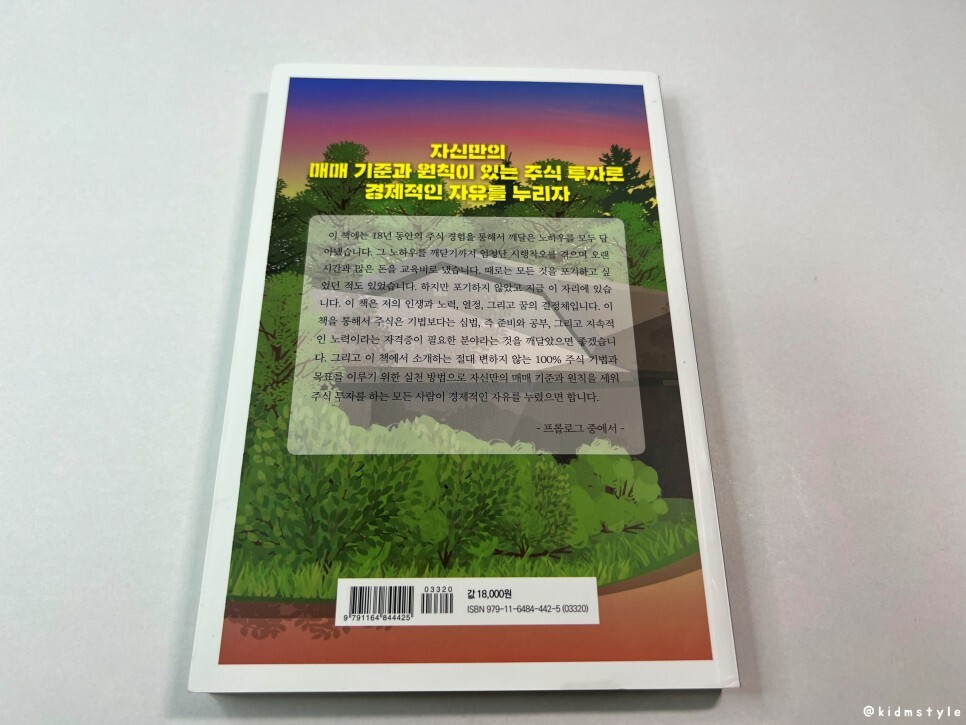 자신만의
매매 기준과 원칙이 있는 주식 투자로
경제적인 자유를 누리자
이 책에는 18년 동안의 주식 경험을 통해서 깨달은 노하우를 모두 담
아냈습니다. 그 노하우를 깨닫기까지 엄청난 시행착오를 겪으며 오랜
시간과 많은 돈을 교육비로 냈습니다. 때로는 모든 것을 포기하고 싶
었던 적도 있었습니다. 하지만 포기하지 않았고 지금 이 자리에 있습
니다. 이 책은 저의 인생과 노력, 열정, 그리고 꿈의 결정체입니다. 이
책을 통해서 주식은 기법보다는 심법, 즉 준비와 공부, 그리고 지속적
인 노력이라는 자격증이 필요한 분야라는 것을 깨달았으면 좋겠습니
다. 그리고 이 책에서 소개하는 절대 변하지 않는 100% 주식 기법과
목표를 이루기 위한 실천 방법으로 자신만의 매매 기준과 원칙을 세워
주식 투자를 하는 모든 사람이 경제적인 자유를 누렸으면 합니다.
- 프롤로그 중에서 -
03320
9 791164 844425
값 18,000원
ISBN 979-11-6484-442-5 (03320)
@kidmstyle